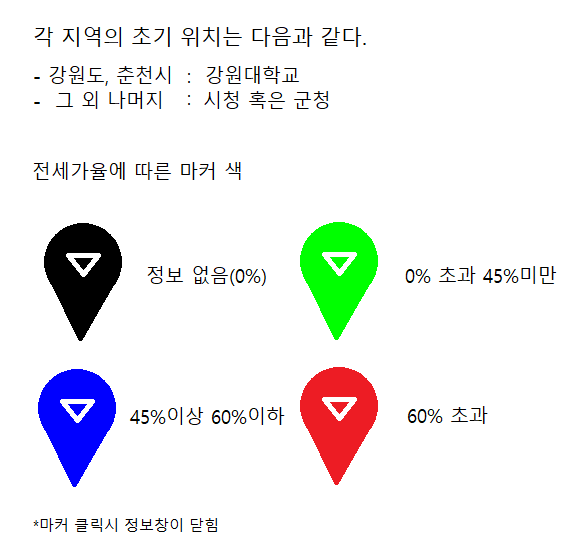 각 지역의 초기 위치는 다음과 같다.
- 강원도, 춘천시 : 강원대학교
- 그 외 나머지 : 시청 혹은 군청
전세가율에 따른 마커 색
정보 없음(0%)
0% 초과 45%미만
45%이상 60%이하
60% 초과
*마커 클릭시 정보창이 닫힘